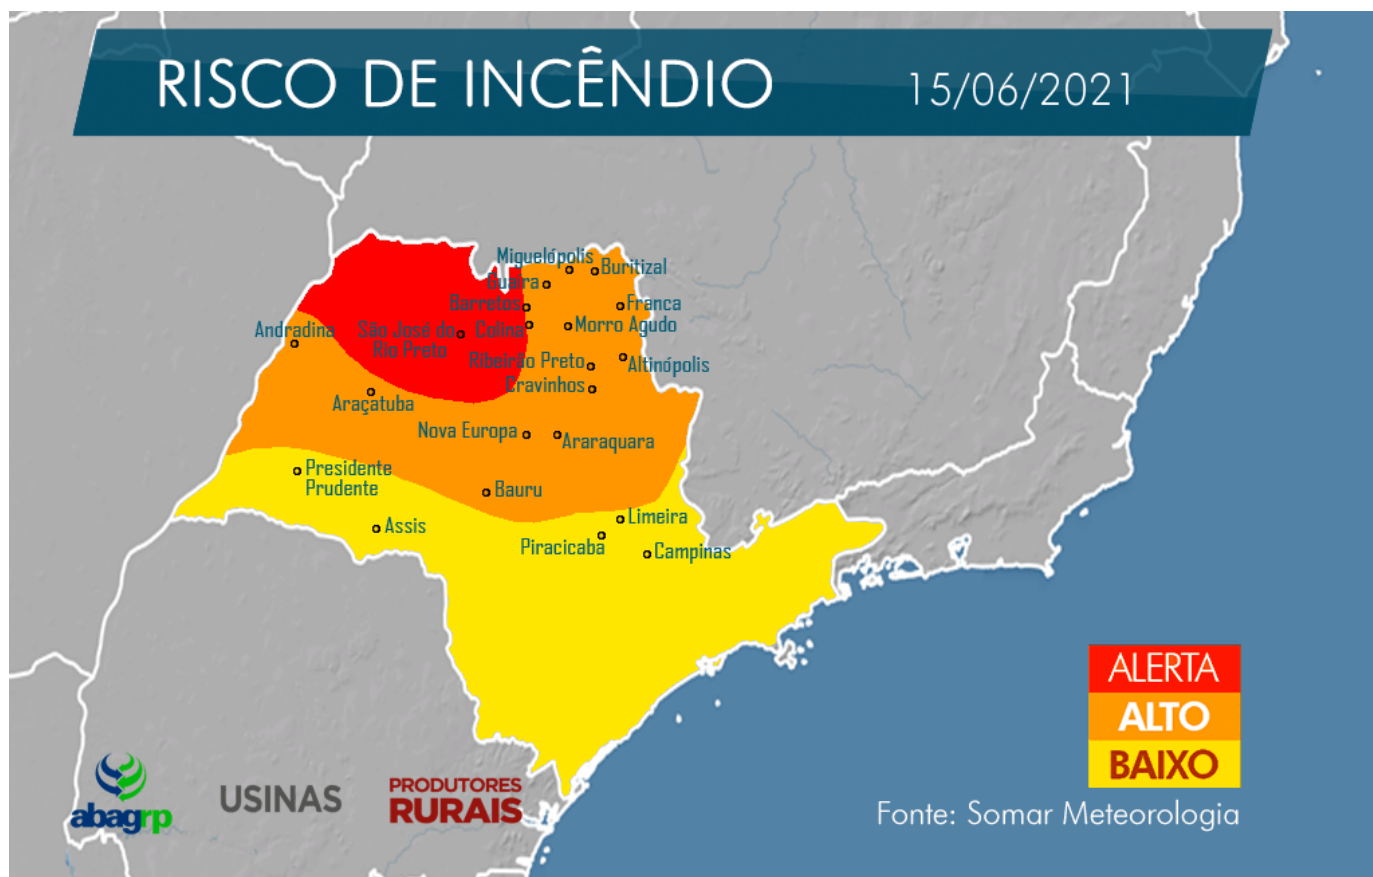 RISCO DE INCÊNDIO
15/06/2021
Miguelópolis
Buritizal
Guaíra
Barretos
Franca
Andradina
São José do
Rio Preto
Colina
Morro Agudo
Ribeirão Preto
Altinópolis
Cravinhos
Araçatuba
Nova Europa
Araraquara
Presidente
Prudente
Bauru
Assis
Limeira
Piracicaba
Campinas
ALERTA
ALTO
BAIXO
Fonte: Somar Meteorologia
abagrp
USINAS
PRODUTORES
RURAIS